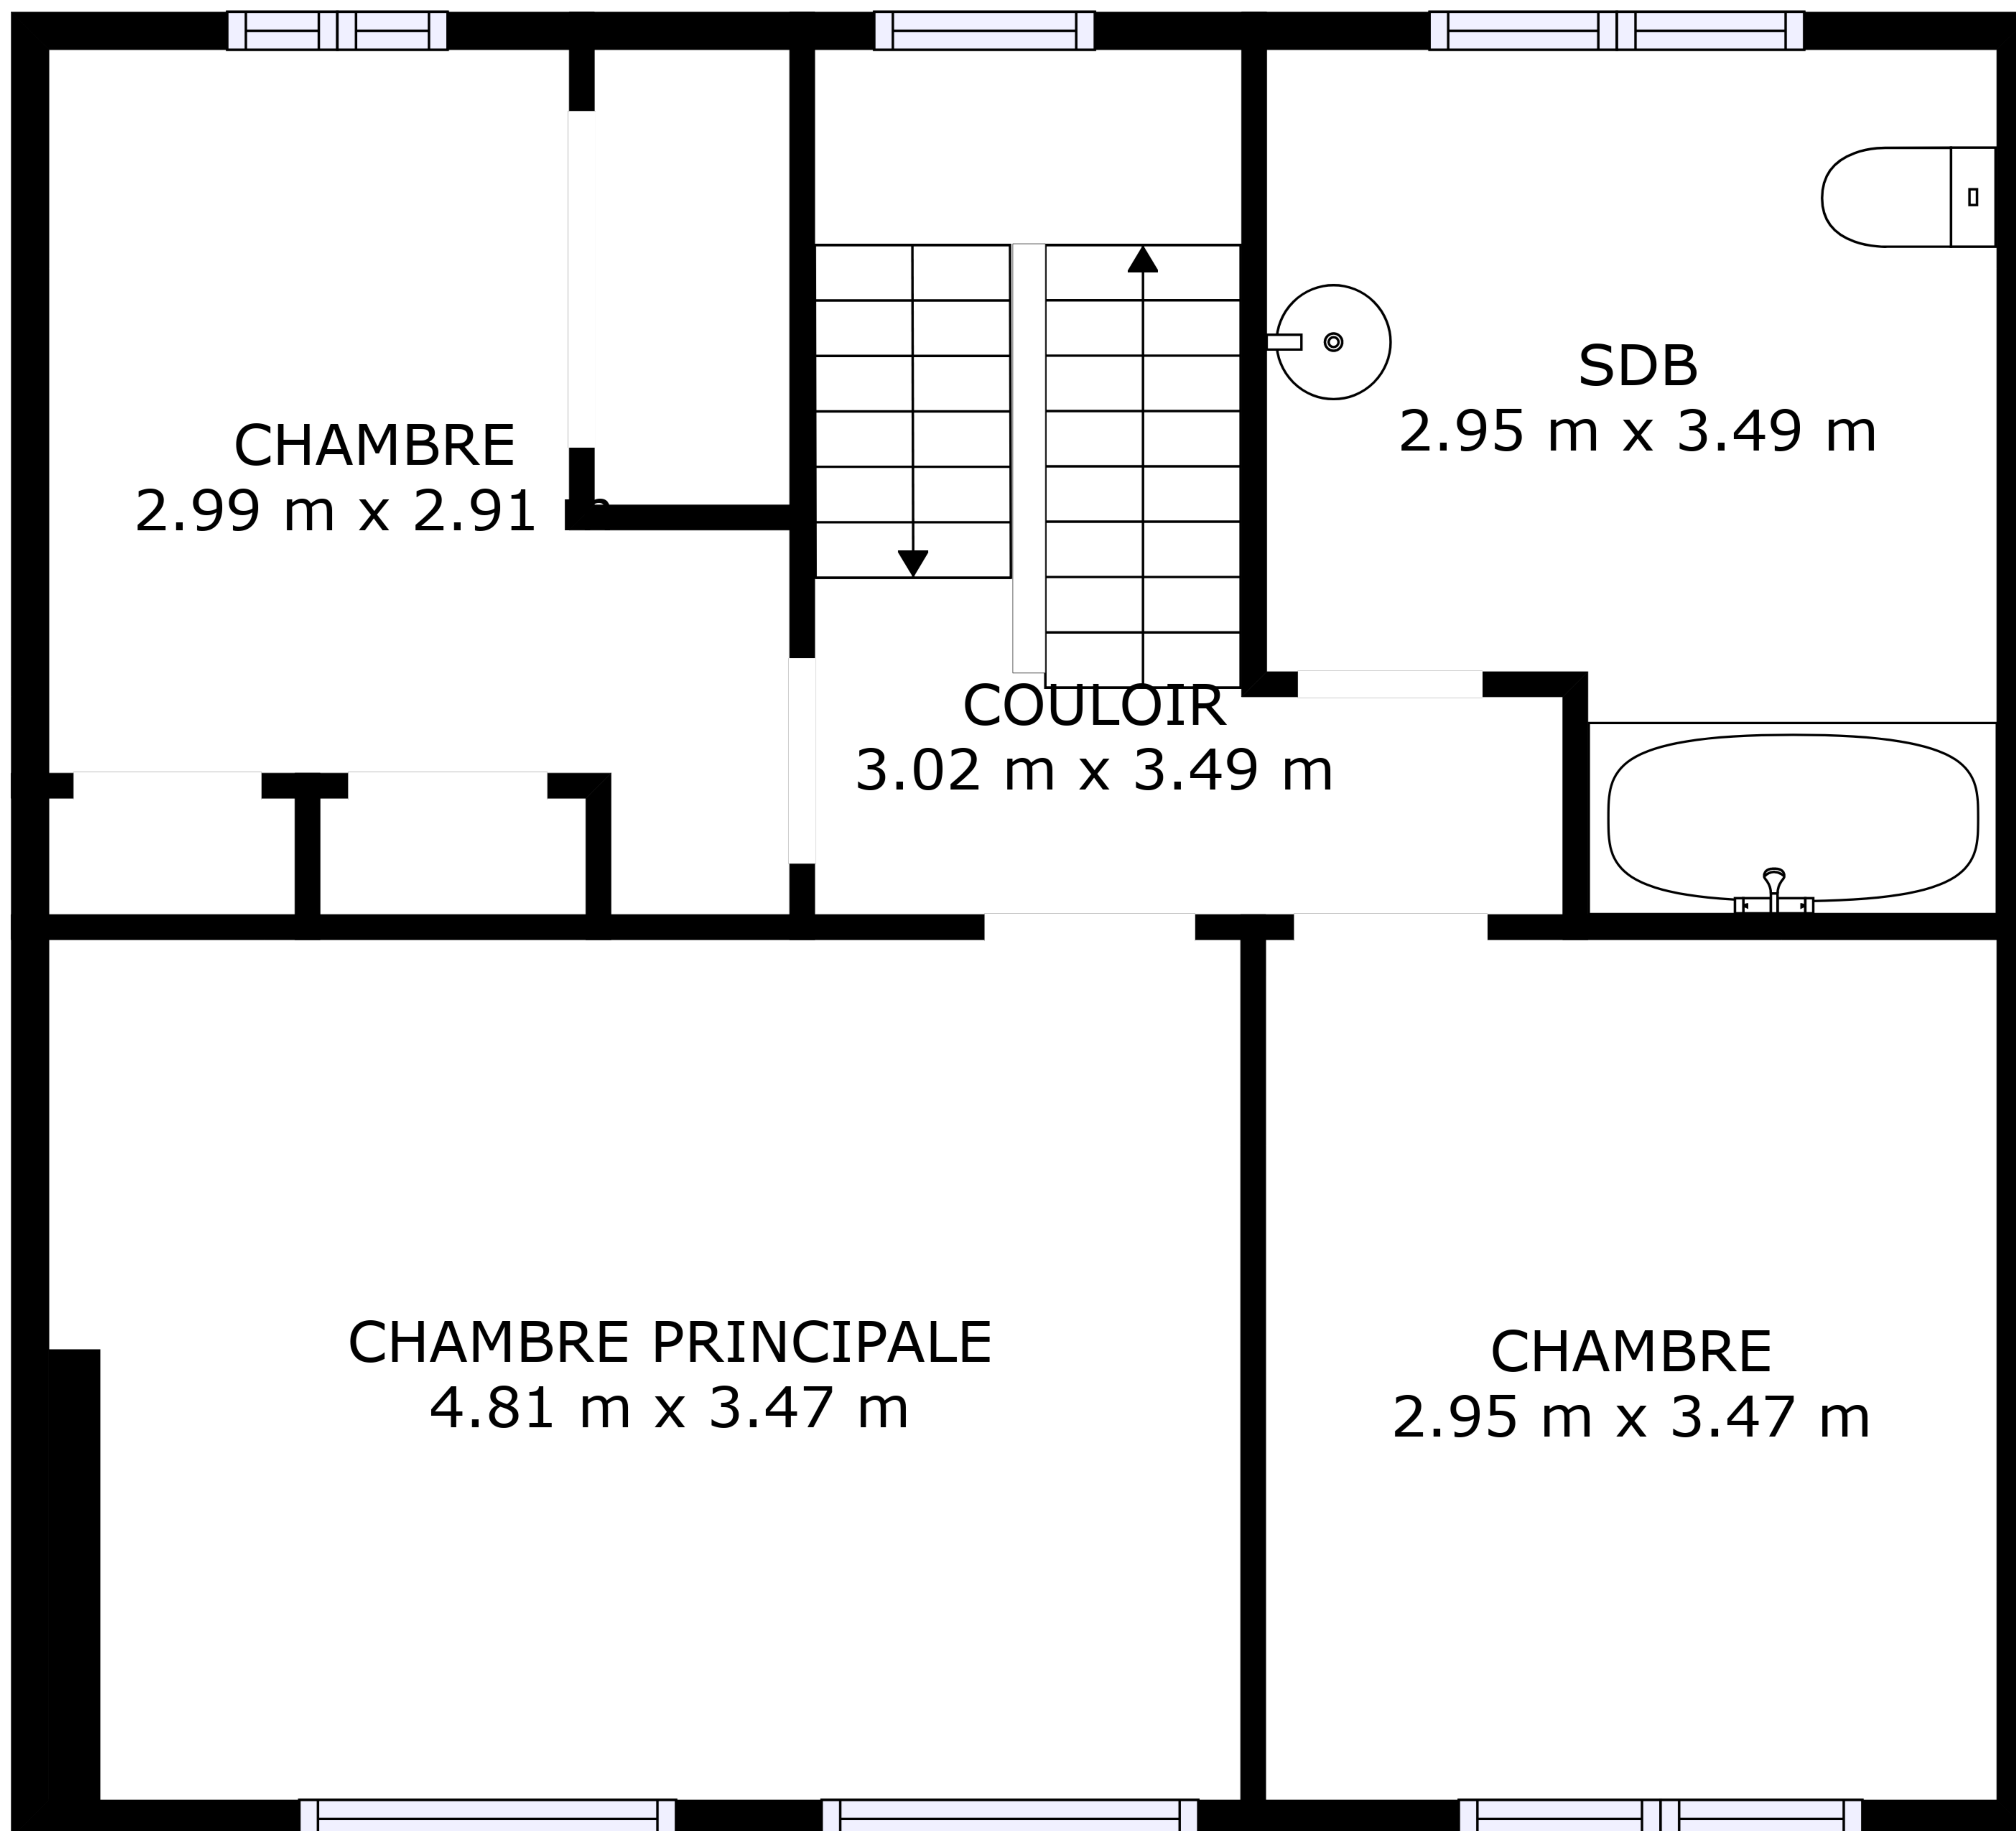 SDB
2.95 m x 3.49 m
CHAMBRE
2.99 m x 2.91
COULOIR
3.02 m x 3.49 m
CHAMBRE PRINCIPALE
4.81 m x 3.47 m
CHAMBRE
2.95 m x 3.47 m